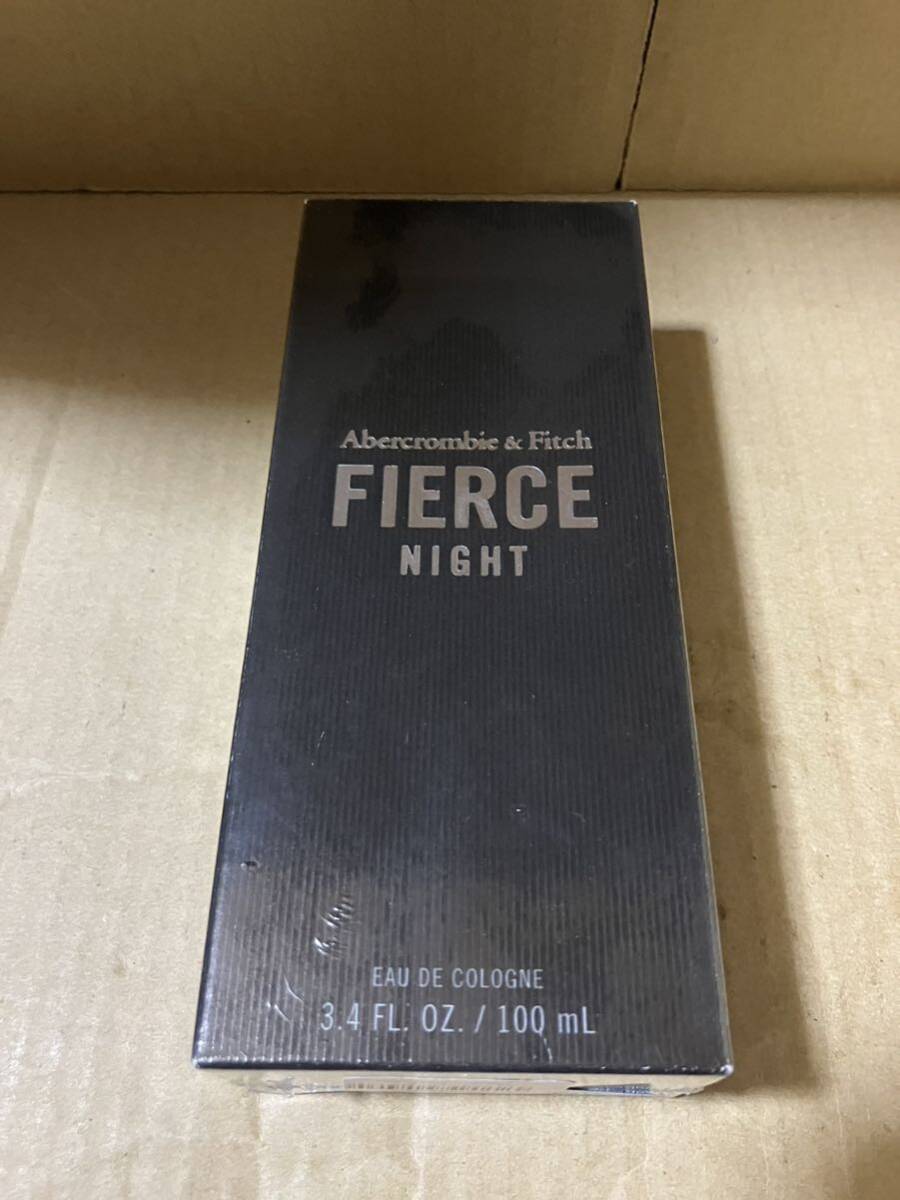 Abercrombie & Fitch
FIERCE
NIGHT
EAU DE COLOGNE
3.4 FL. OZ. / 100 mL